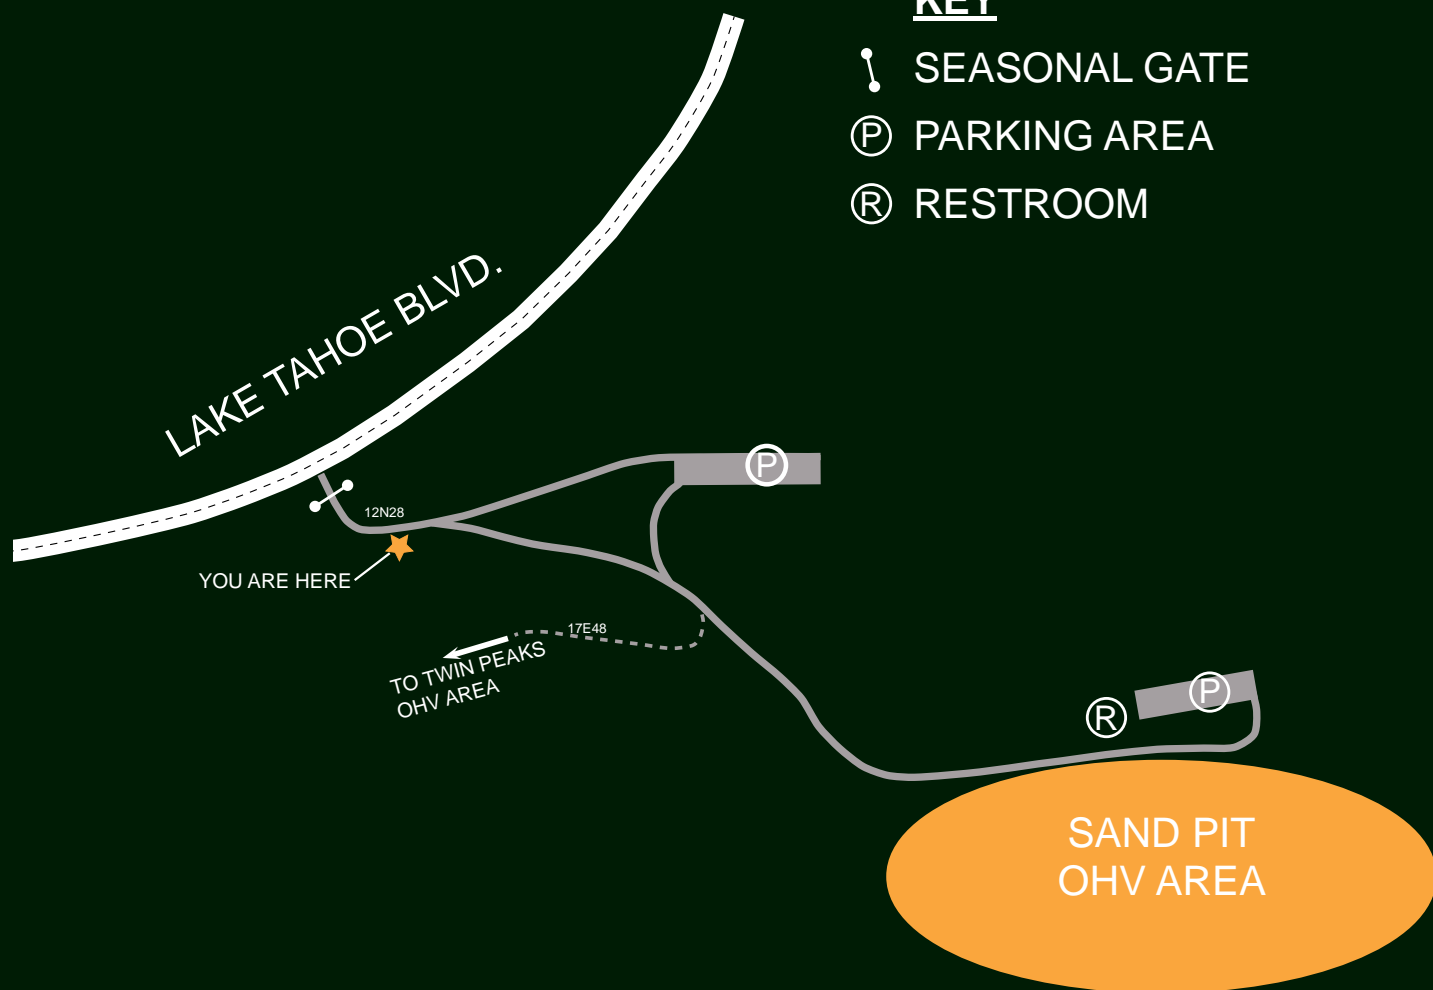 KEY
SEASONAL GATE
P PARKING AREA
R RESTROOM
LAKE TAHOE BLVD.
P
12N28
YOU ARE HERE
17E48
TO TWIN PEAKS
OHV AREA
P
R
SAND PIT
OHV AREA